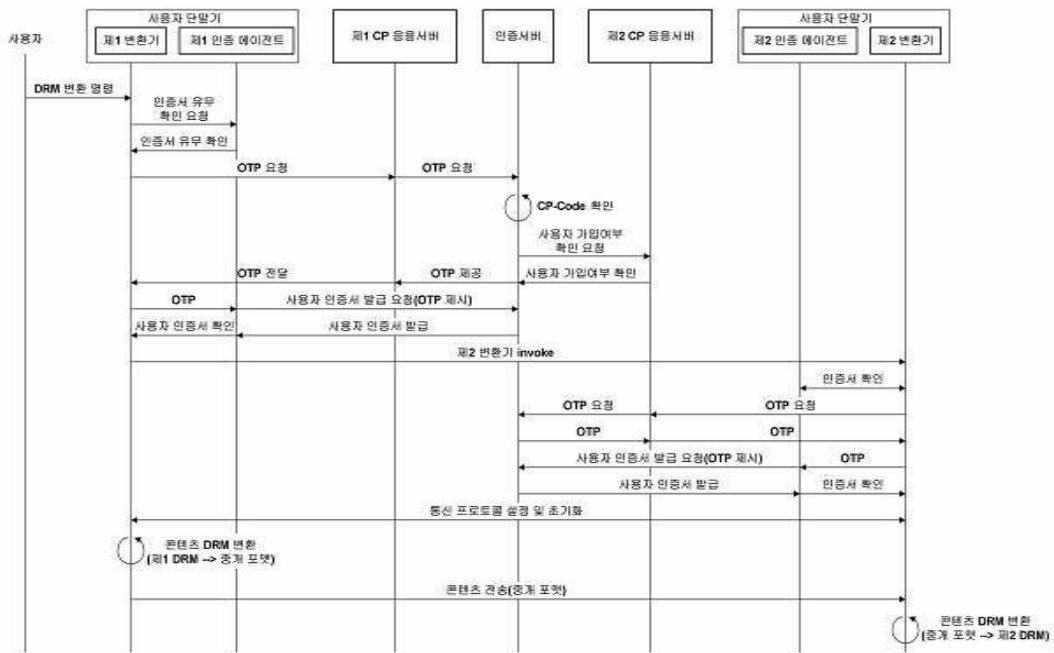 사용자 단말기
사용자 단말기
사용자
제1 변환기
제1 인증 에이전트
제1 CP 응용서버
인증서버
제2 CP 응용서버
제2 인증 에이전트
제2 변환기
DRM 변환 명령
인증서 유무
확인 요청
인증서 유무 확인
OTP 요청
OTP 요청
CP-Code 확인
사용자 가입여부
확인 요청
OTP 전달
OTP 제공
사용자 가입여부 확인
OTP
사용자 인증서 발급 요청(OTP 제시)
사용자 인증서 확인
사용자 인증서 발급
제2 변환기 invoke
인증서 확인
OTP 요청
OTP 요청
OTP
OTP
사용자 인증서 발급 요청(OTP 제시)
OTP
사용자 인증서 발급
인증서 확인
통신 프로토콜 설정 및 초기화
콘텐츠 DRM 변환
(제1 DRM --> 중개 포맷)
콘텐츠 전송(중개 포맷)
콘텐츠 DRM 변환
(중개 포맷 --> 제2 DRM)